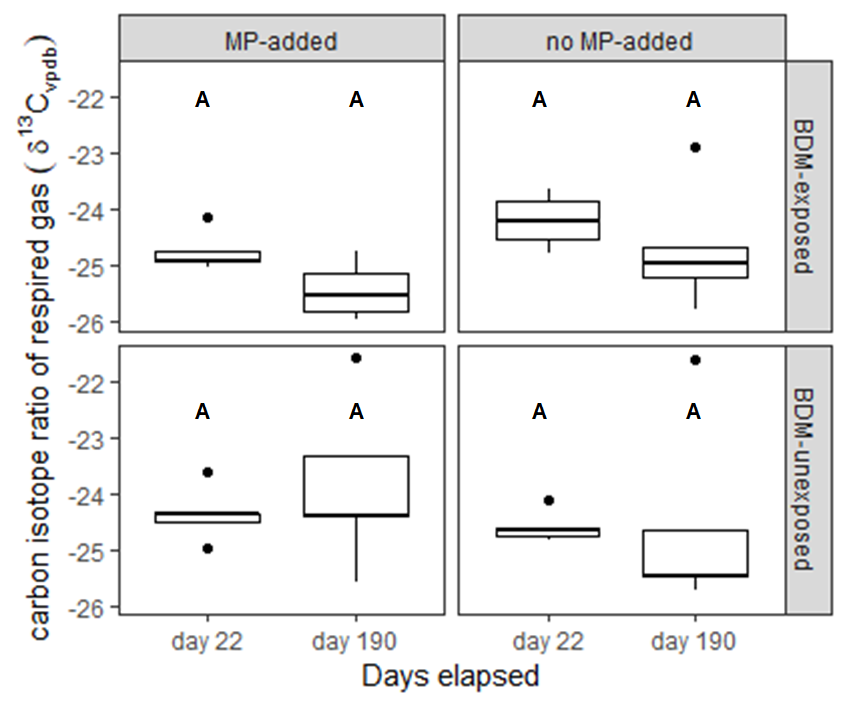 MP-added
no MP-added
carbon isotope ratio of respired gas ( δ¹³Cvpdb)
-22
-23
-24
-25
-26
A
A
A
A
BDM-exposed
-22
-23
-24
-25
-26
A
A
A
A
BDM-unexposed
day 22
day 190
day 22
day 190
Days elapsed